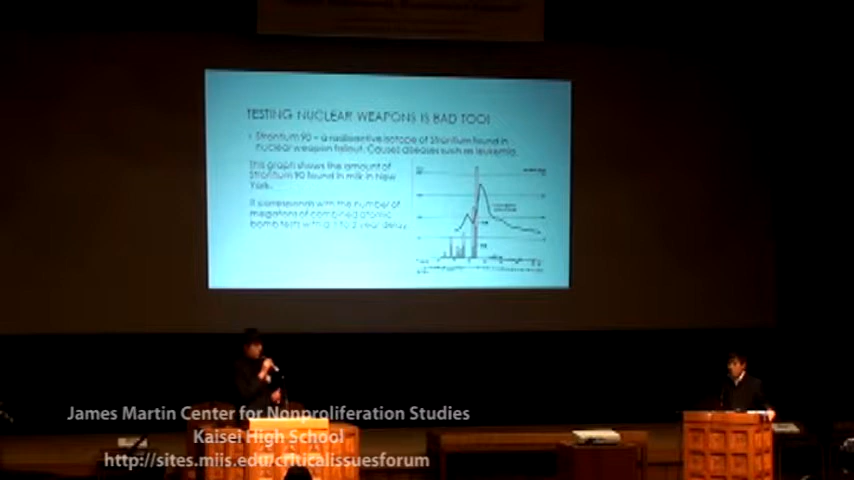 TESTING NUCLEAR WEAPONS IS BAD TOO!
Strontium 90 – a radioactive isotope of Strontium found in
nuclear weapon fallout. Causes diseases such as leukemia.
This graph shows the amount of
Strontium 90 found in milk in New
York.
It corresponds with the number of
megatons of combined atomic
bomb tests with a 1 to 2 year delay
James Martin Center for Nonproliferation Studies
Kaisei High School
http://sites.miis.edu/criticalissuesforum